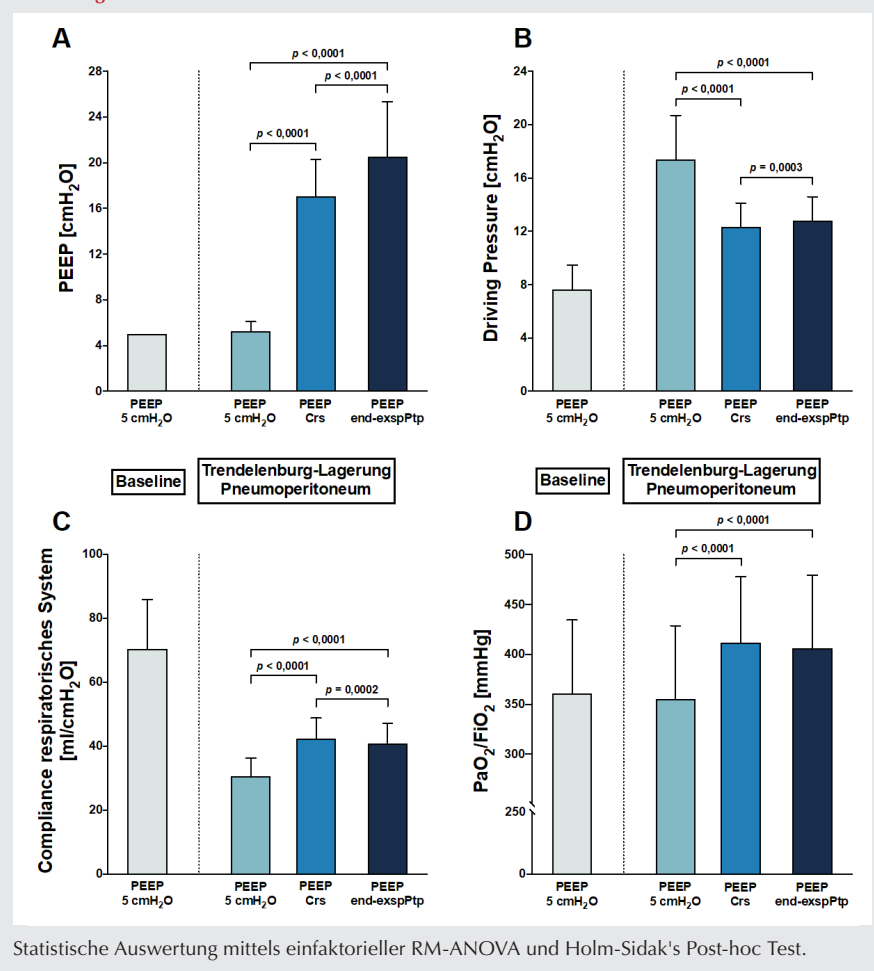 A
p < 0,0001
p < 0,0001
p < 0,0001
PEEP [cmH2O]
28
24
20
16
12
8
4
0
PEEP
5 cmH2O
PEEP
5 cmH2O
PEEP
Crs
PEEP
end-exspPtp
B
p < 0,0001
p < 0,0001
p = 0,0003
Driving Pressure [cmH2O]
24
20
16
12
8
4
0
PEEP
5 cmH2O
PEEP
5 cmH2O
PEEP
Crs
PEEP
end-exspPtp
Baseline
Trendelenburg-Lagerung
Pneumoperitoneum
Baseline
Trendelenburg-Lagerung
Pneumoperitoneum
C
p < 0,0001
p < 0,0001
p = 0,0002
Compliance respiratorisches System
[ml/cmH2O]
100
80
60
40
20
0
PEEP
5 cmH2O
PEEP
5 cmH2O
PEEP
Crs
PEEP
end-exspPtp
D
p < 0,0001
p < 0,0001
PaO2/FiO2 [mmHg]
500
450
400
350
300
250
0
PEEP
5 cmH2O
PEEP
5 cmH2O
PEEP
Crs
PEEP
end-exspPtp
Statistische Auswertung mittels einfaktorieller RM-ANOVA und Holm-Sidak's Post-hoc Test.